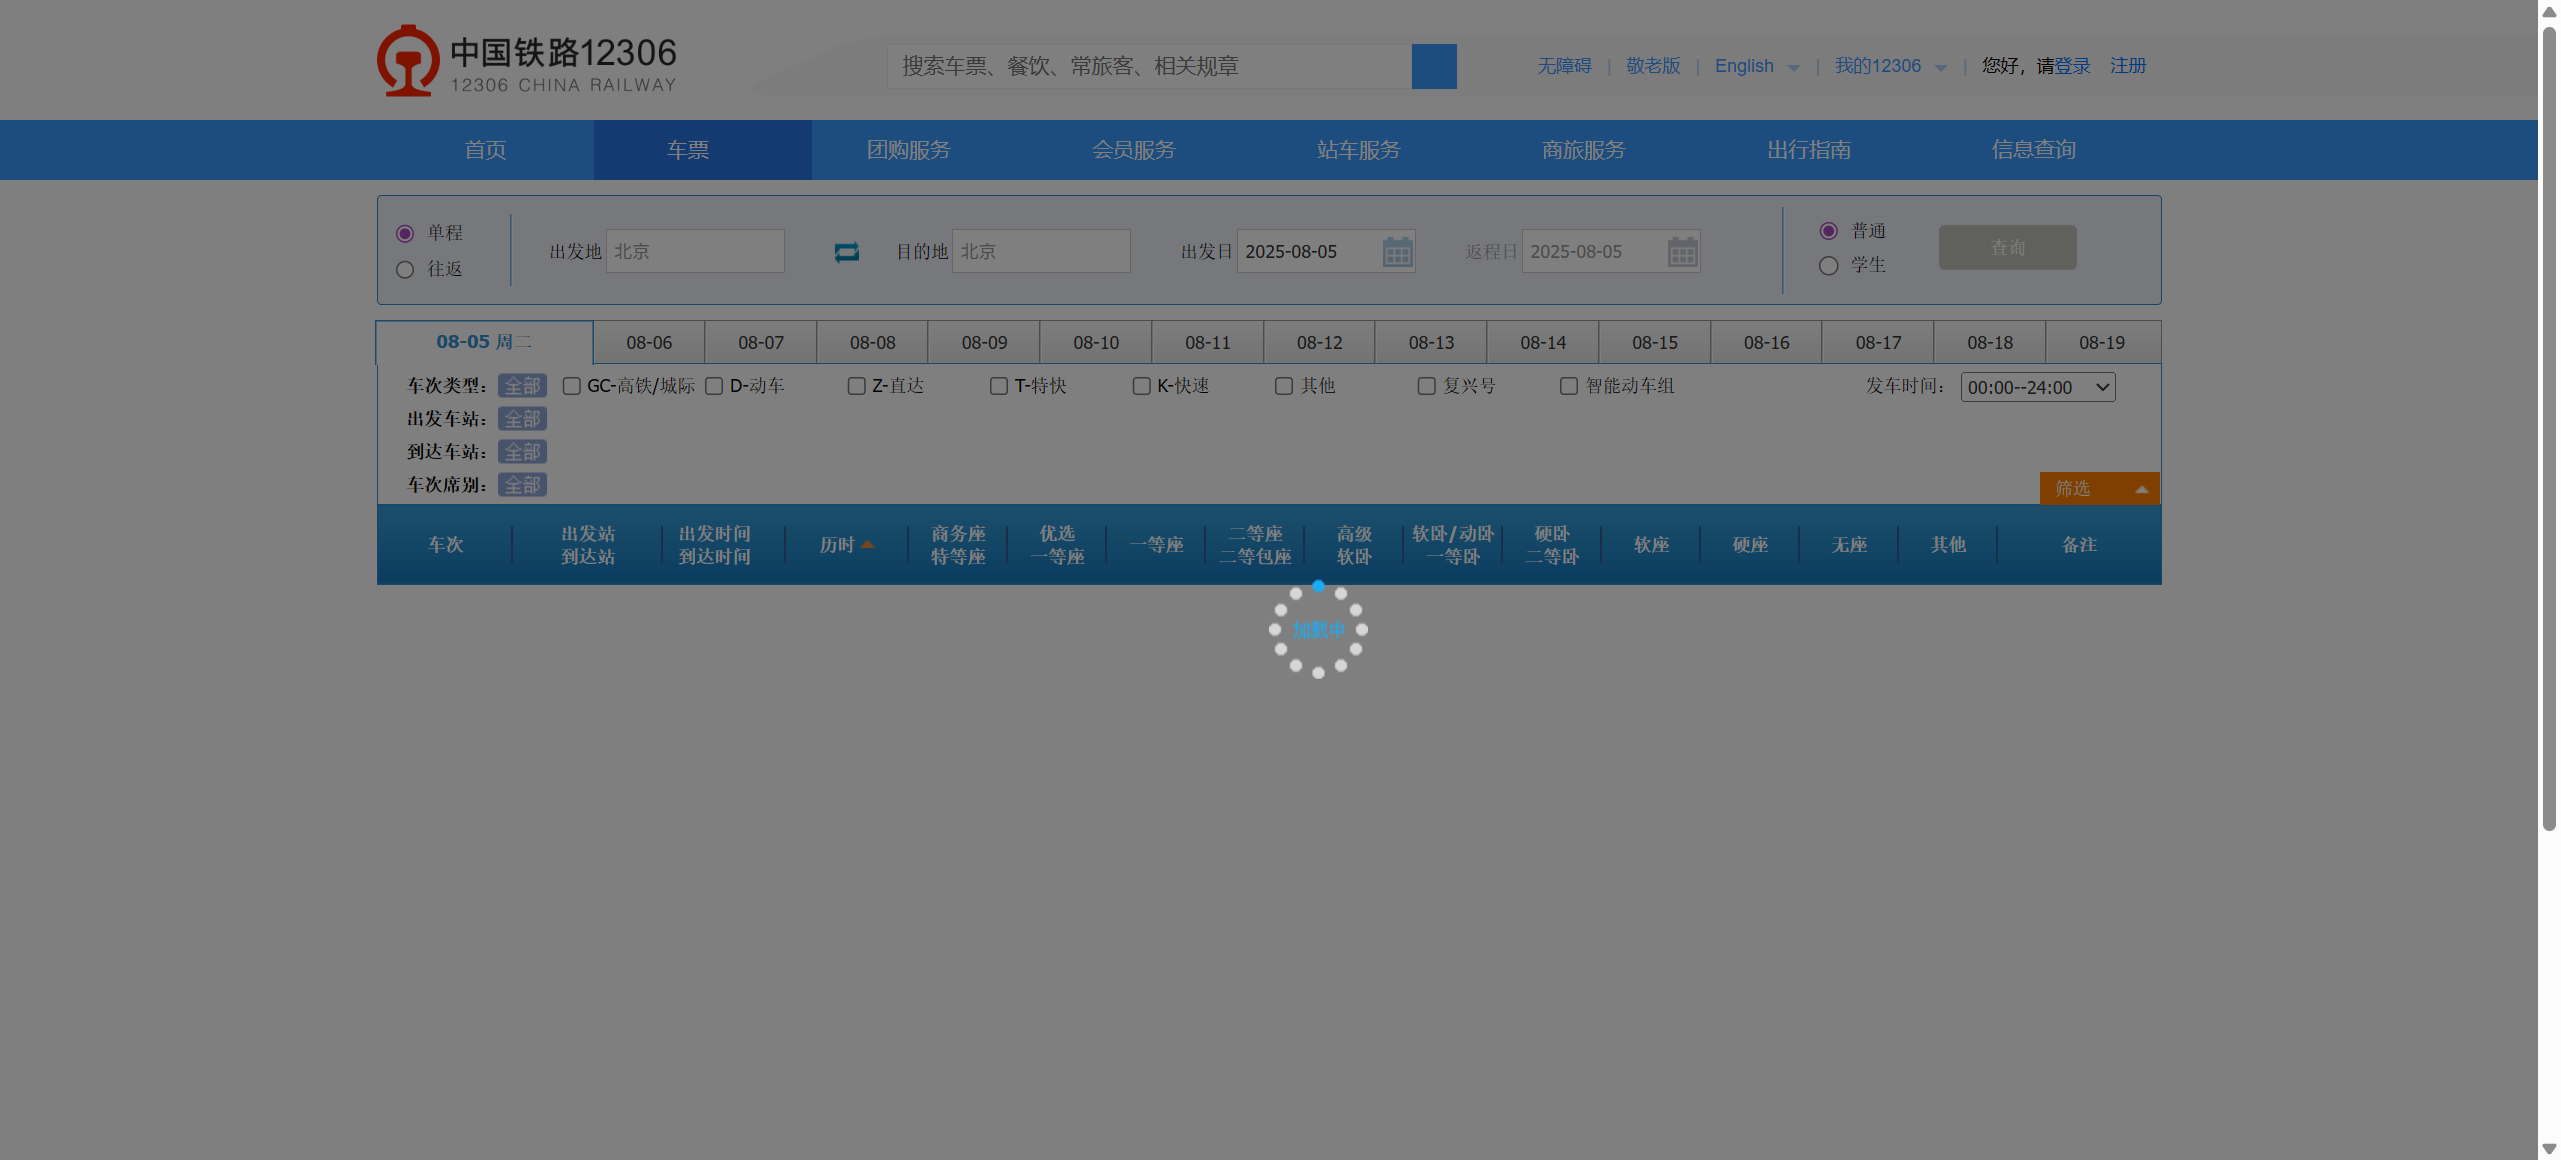 中国铁路12306
12306 CHINA RAILWAY
搜索车票、餐饮、常旅客、相关规章
无障碍 | 敬老版 | English | 我的12306 | 您好，请登录 注册
首页 车票 团购服务 会员服务 站车服务 商旅服务 出行指南 信息查询
单程
往返
出发地 北京
目的地 北京
出发日 2025-08-05
返程日 2025-08-05
普通
学生
查询
08-05 周二 08-06 08-07 08-08 08-09 08-10 08-11 08-12 08-13 08-14 08-15 08-16 08-17 08-18 08-19
车次类型： 全部 GC-高铁/城际 D-动车 Z-直达 T-特快 K-快速 其他 复兴号 智能动车组 发车时间： 00:00--24:00
出发车站： 全部
到达车站： 全部
车次席别： 全部
筛选
车次
出发站
到达站
出发时间
到达时间
历时
商务座
特等座
优选
一等座
一等座
二等座
二等包座
高级
软卧
软卧/动卧
一等卧
硬卧
二等卧
软座
硬座
无座
其他
备注
加载中